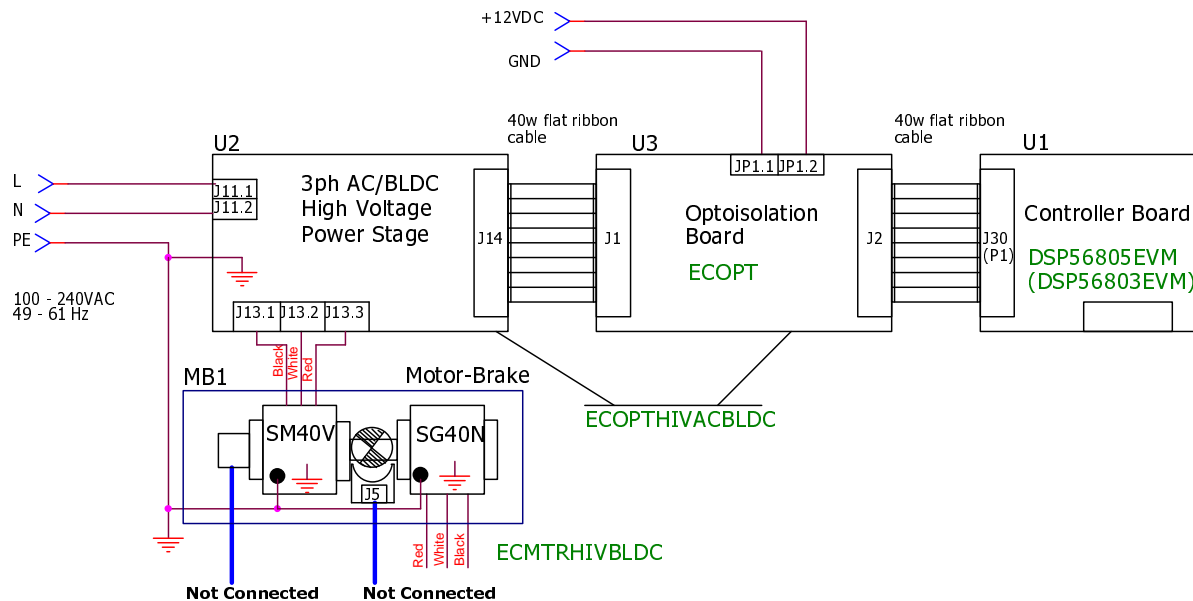 +12VDC
GND
40w flat ribbon
cable
40w flat ribbon
cable
U2
U3
U1
JP1.1
JP1.2
L
N
PE
J11.1
J11.2
3ph AC/BLDC
High Voltage
Power Stage
J14
J1
Optoisolation
Board
ECOPT
J2
J30
(P1)
Controller Board
DSP56805EVM
(DSP56803EVM)
100 - 240VAC
49 - 61 Hz
J13.1
J13.2
J13.3
Black
White
Red
MB1
Motor-Brake
SM40V
SG40N
J5
ECOPTHIVACBLDC
Red
White
Black
ECMTRHIVBLDC
Not Connected
Not Connected